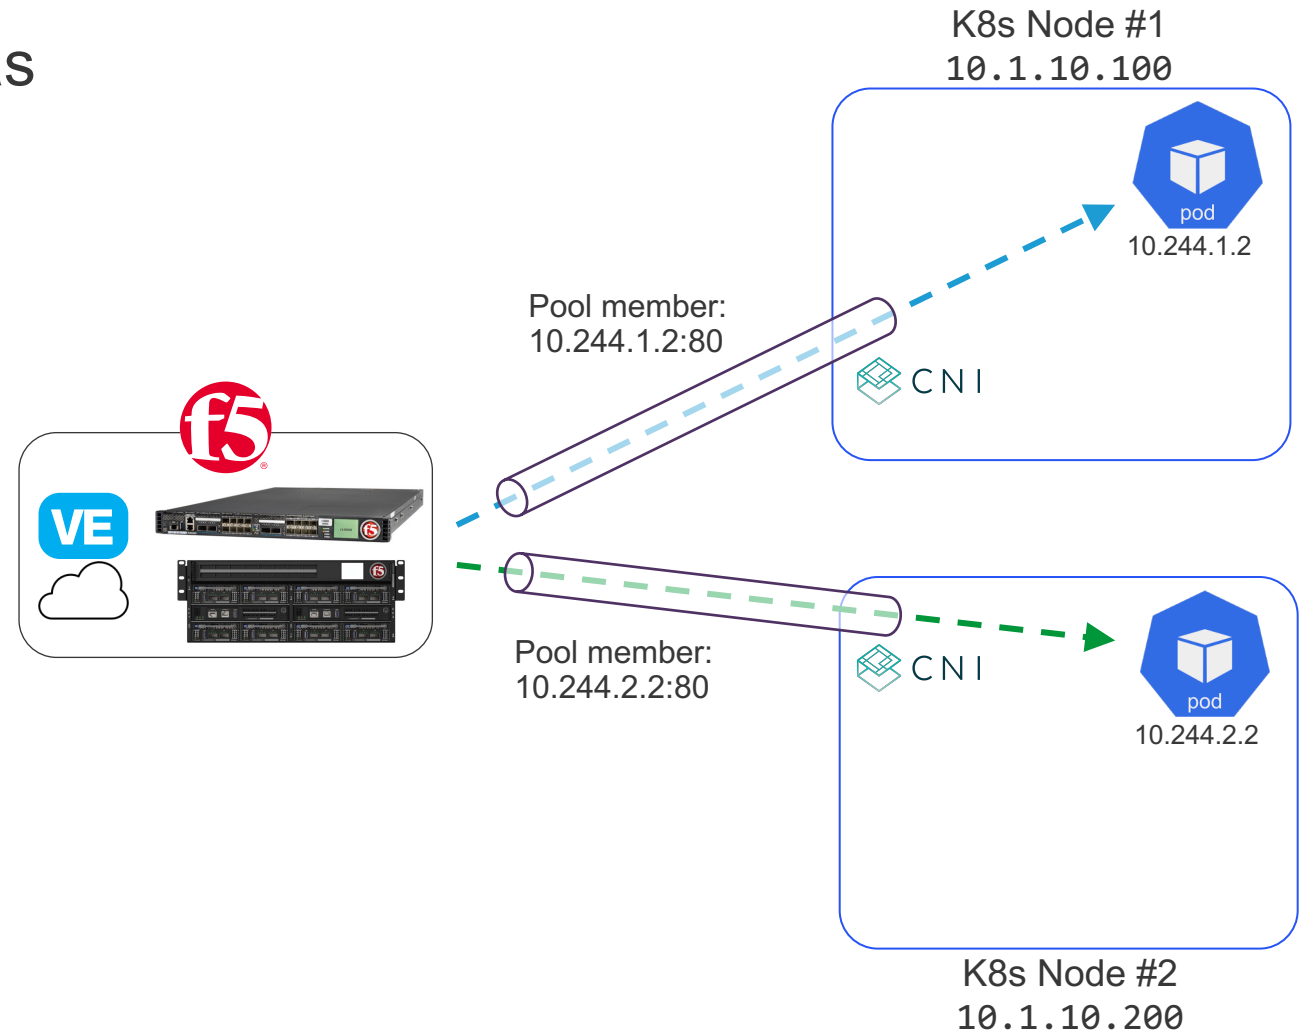 K8s Node #1
10.1.10.100
pod
10.244.1.2
Pool member:
10.244.1.2:80
CNI
f5
®
VE
f5
f5
Pool member:
10.244.2.2:80
CNI
pod
10.244.2.2
K8s Node #2
10.1.10.200